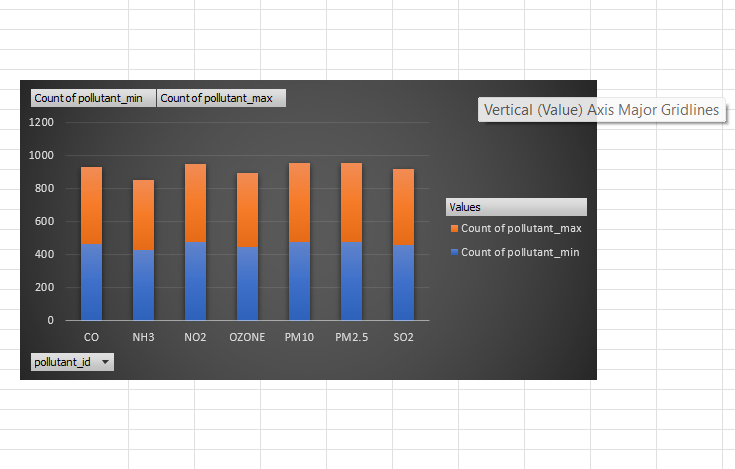 Count of pollutant_min Count of pollutant_max
Vertical (Value) Axis Major Gridlines
1200
1000
800
600
400
200
0
CO NH3 NO2 OZONE PM10 PM2.5 SO2
Values
Count of pollutant_max
Count of pollutant_min
pollutant_id